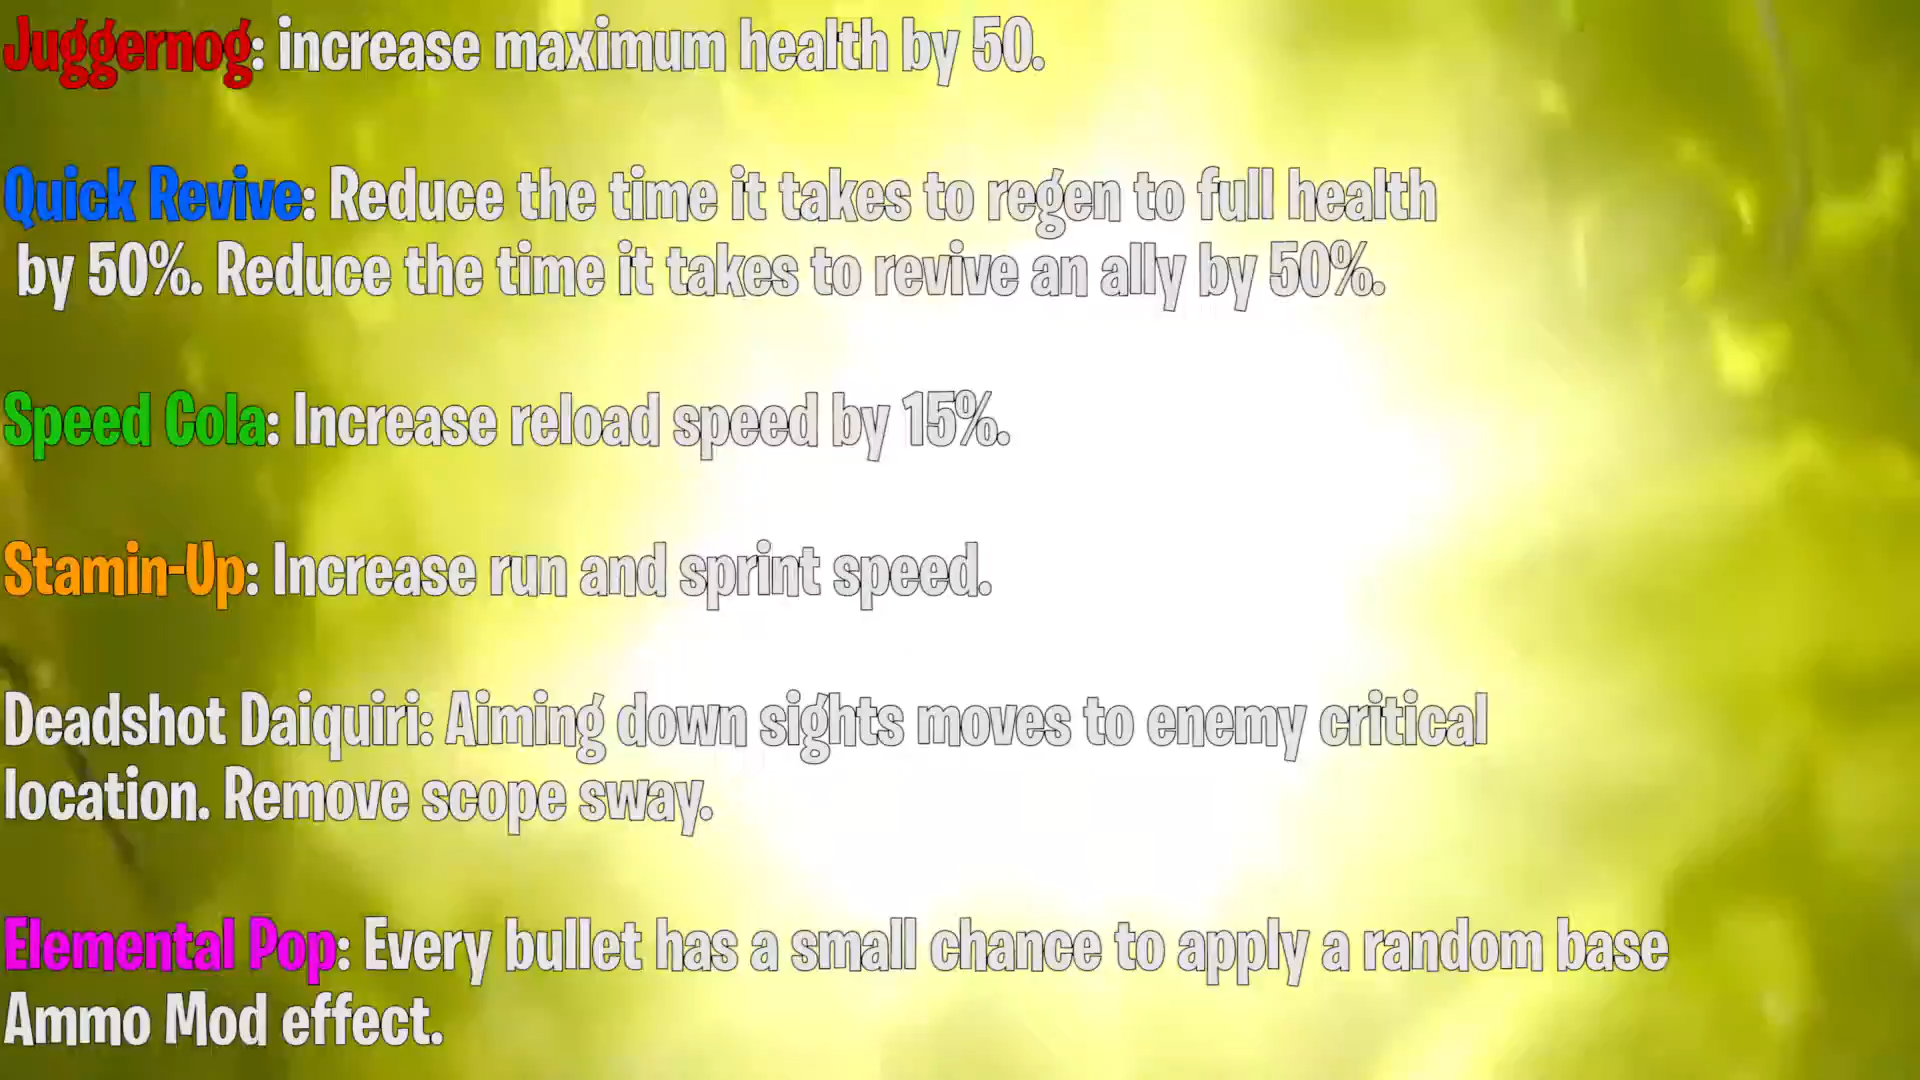 Juggernog: increase maximum health by 50.
Quick Revive: Reduce the time it takes to regen to full health
by 50%. Reduce the time it takes to revive an ally by 50%.
Speed Cola: Increase reload speed by 15%.
Stamin-Up: Increase run and sprint speed.
Deadshot Daiquiri: Aiming down sights moves to enemy critical
location. Remove scope sway.
Elemental Pop: Every bullet has a small chance to apply a random base
Ammo Mod effect.